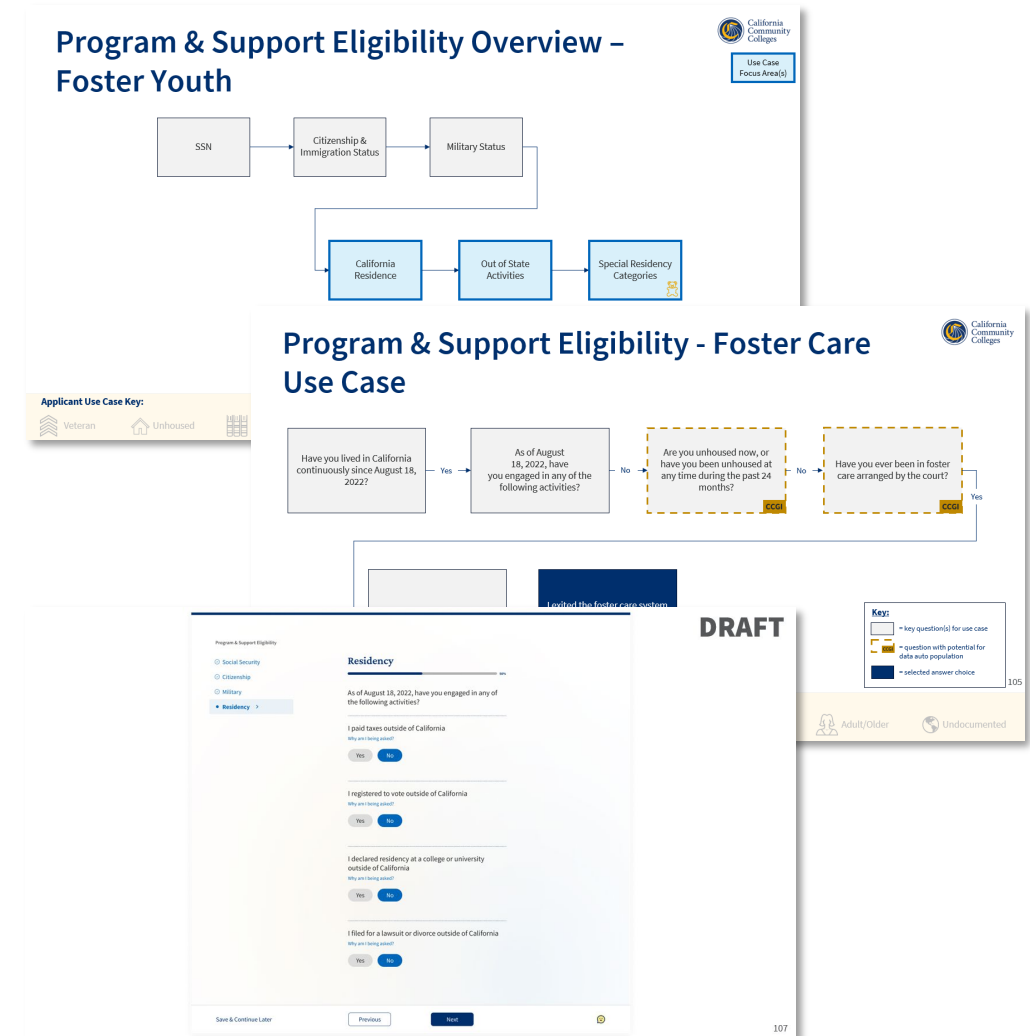 Program & Support Eligibility Overview –
Foster Youth
California
Community
Colleges
Use Case
Focus Area(s)
SSN
Citizenship &
Immigration Status
Military Status
California
Residence
Out of State
Activities
Special Residency
Categories
Applicant Use Case Key:
Veteran
Unhoused
Program & Support Eligibility - Foster Care
Use Case
California
Community
Colleges
Have you lived in California
continuously since August 18,
2022?
Yes
As of August
18, 2022, have
you engaged in any of the
following activities?
No
Are you unhoused now, or
have you been unhoused at
any time during the past 24
months?
CCGI
No
Have you ever been in foster
care arranged by the court?
CCGI
Yes
I exited the foster care system
Key:
= key question(s) for use case
CCGI
= question with potential for
data auto population
= selected answer choice
105
Adult/Older
Undocumented
DRAFT
Program & Support Eligibility
Social Security
Citizenship
Military
Residency
Residency
As of August 18, 2022, have you engaged in any of
the following activities?
I paid taxes outside of California
Why am I being asked?
Yes No
I registered to vote outside of California
Why am I being asked?
Yes No
I declared residency at a college or university
outside of California
Why am I being asked?
Yes No
I filed for a lawsuit or divorce outside of California
Why am I being asked?
Yes No
Save & Continue Later
Previous
Next
107